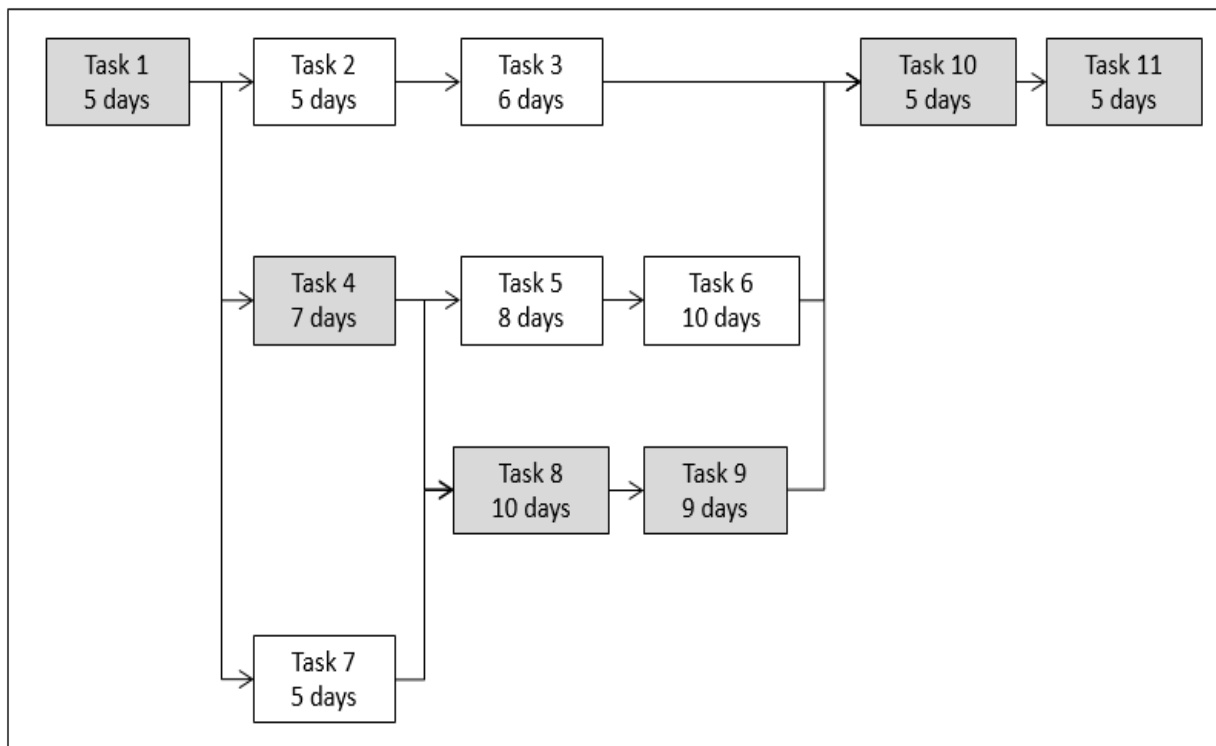 Task 1
5 days
Task 2
5 days
Task 3
6 days
Task 10
5 days
Task 11
5 days
Task 4
7 days
Task 5
8 days
Task 6
10 days
Task 8
10 days
Task 9
9 days
Task 7
5 days